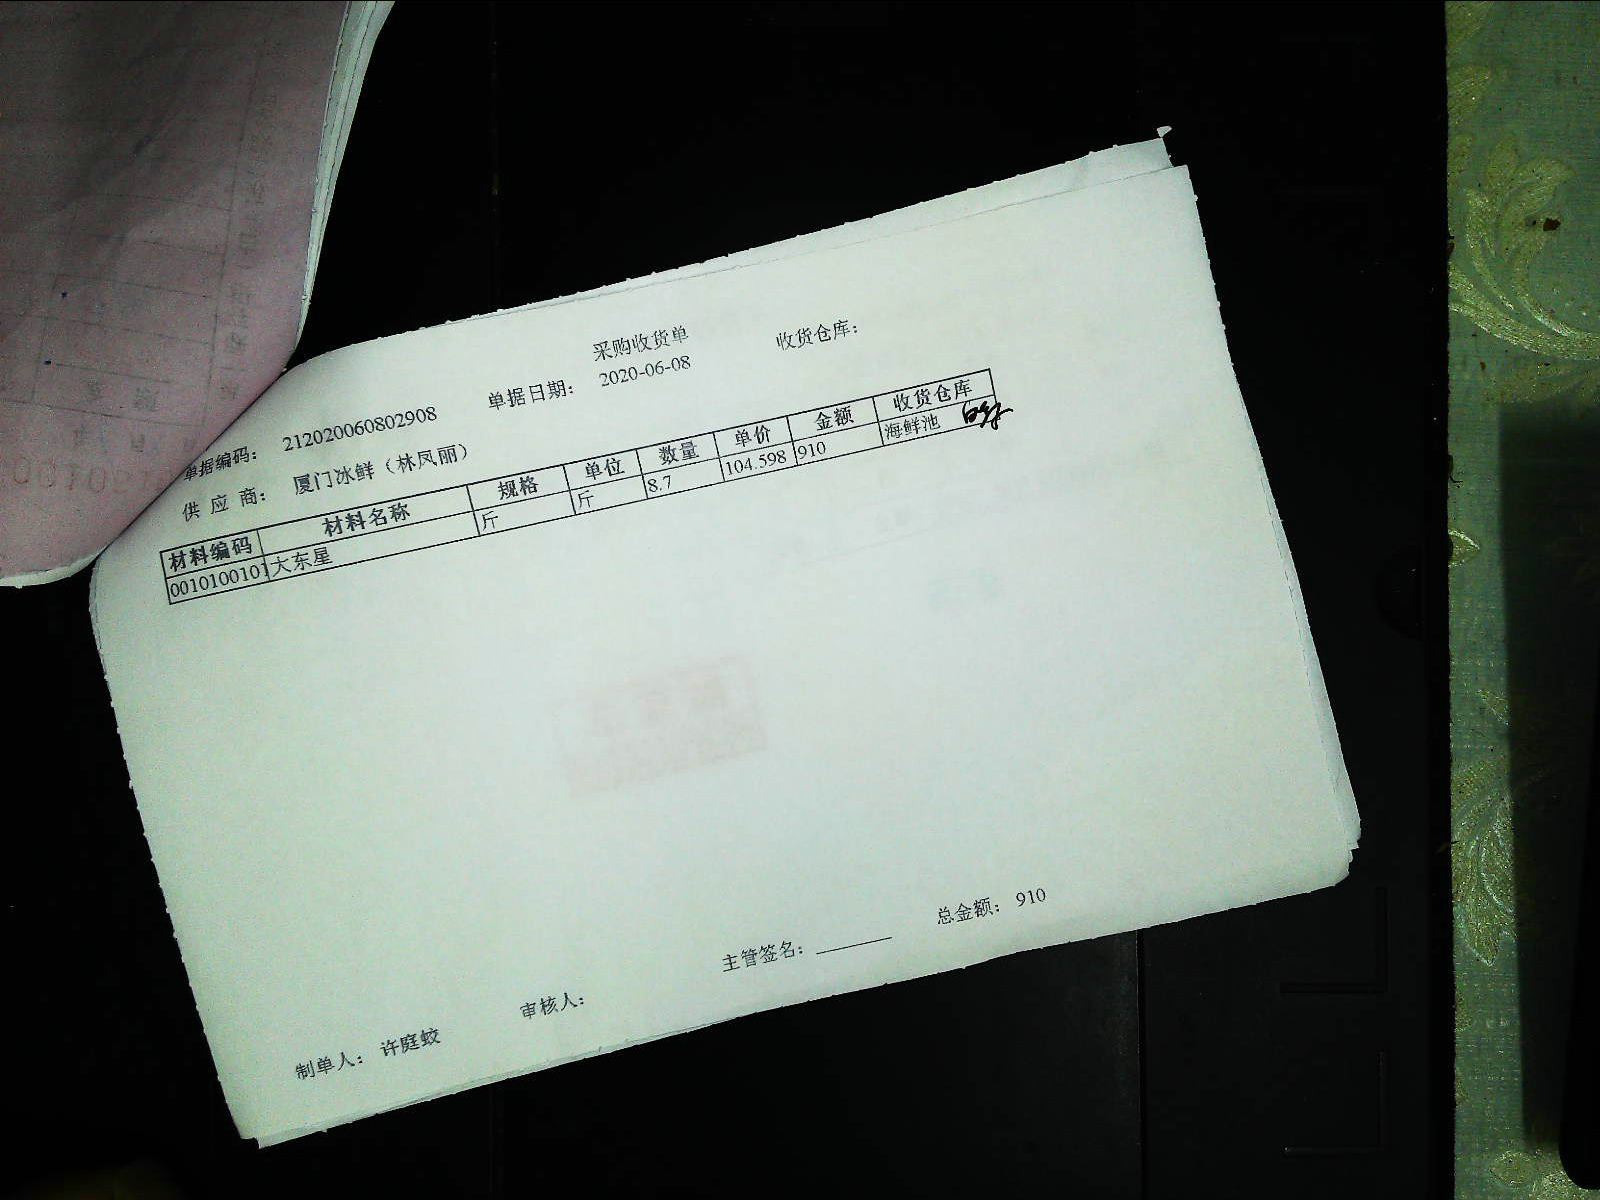 采购收货单 收货仓库：
单据编码： 212020060802908 单据日期： 2020-06-08
供 应 商： 厦门冰鲜（林凤丽）
材料编码 材料名称 规格 单位 数量 单价 金额 收货仓库
0010100101 大东星 斤 斤 8.7 104.598 910 海鲜池
制单人： 许庭蛟 审核人： 主管签名： 总金额： 910